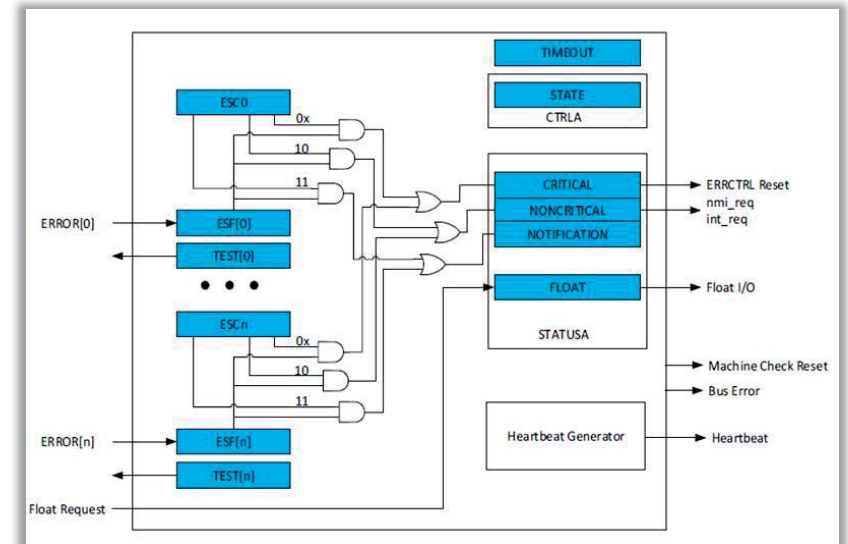 TIMEOUT
STATE
CTRLA
ESC0
0x
10
11
ERROR[0]
ESF[0]
TEST[0]
• • •
CRITICAL
NONCRITICAL
NOTIFICATION
FLOAT
STATUSA
ERRCTRL Reset
nmi_req
int_req
Float I/O
ESCn
0x
10
11
ERROR[n]
ESF[n]
TEST[n]
Float Request
Machine Check Reset
Bus Error
Heartbeat Generator
Heartbeat